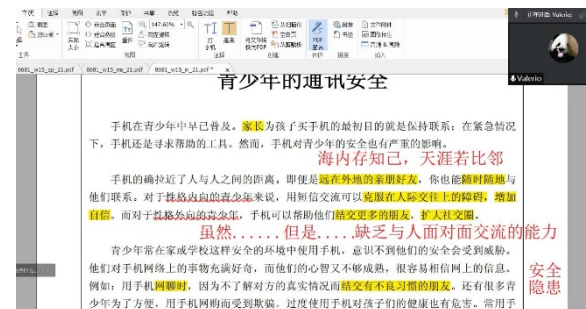 147.60%
0681_w15_qp_21.pdf
0681_w15_me_21.pdf
0681_w15_in_21.pdf *
Valerio
青少年的通讯安全
手机在青少年中早已普及。家长为孩子买手机的最初目的就是保持联系；在紧急情况
下，手机还是寻求帮助的工具。然而，手机对青少年的安全也有严重的影响。
海内存知己，天涯若比邻
手机的确拉近了人与人之间的距离。即便是远在外地的亲朋好友，你也能随时随地与
他们联系。对于性格内向的青少年来说，用短信交流可以克服在人际交往上的障碍，增加
自信。而对于性格外向的青少年，手机可以帮助他们结交更多的朋友，扩人社交圈。
虽然......但是.....缺乏与人面对面交流的能力
青少年常在家或学校这样安全的环境中使用手机，意识不到他们的安全会受到威胁。
他们对手机网络上的事物充满好奇，而他们的心智又不够成熟，很容易相信网上的信息。
安全
例如：用手机网聊时，因为不了解对方的真实情况而结交有不良习惯的朋友。还有很多青
隐患
少年为了方便，用手机网购而受到欺骗。过度使用手机对孩子们的健康也有危害。常用手